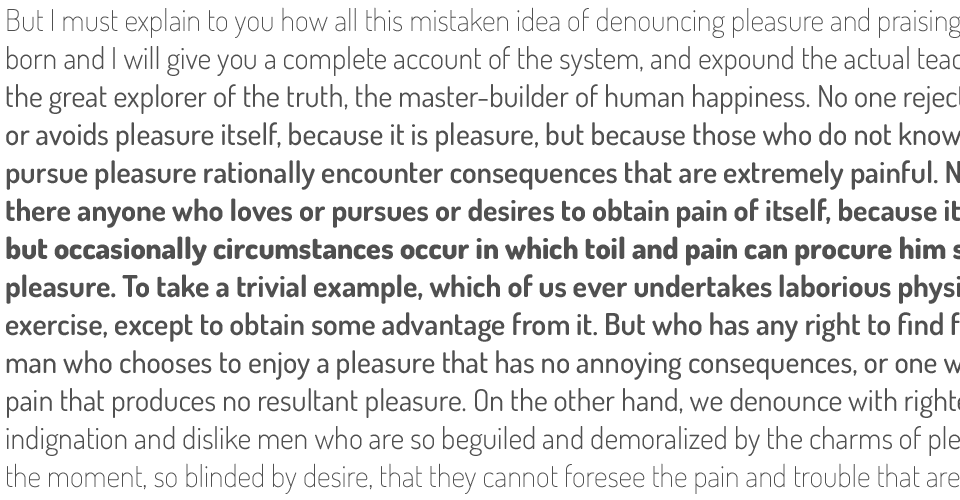 But I must explain to you how all this mistaken idea of denouncing pleasure and praising
born and I will give you a complete account of the system, and expound the actual teac
the great explorer of the truth, the master-builder of human happiness. No one reject
or avoids pleasure itself, because it is pleasure, but because those who do not know
pursue pleasure rationally encounter consequences that are extremely painful. N
there anyone who loves or pursues or desires to obtain pain of itself, because it
but occasionally circumstances occur in which toil and pain can procure him s
pleasure. To take a trivial example, which of us ever undertakes laborious physi
exercise, except to obtain some advantage from it. But who has any right to find f
man who chooses to enjoy a pleasure that has no annoying consequences, or one w
pain that produces no resultant pleasure. On the other hand, we denounce with righte
indignation and dislike men who are so beguiled and demoralized by the charms of ple
the moment, so blinded by desire, that they cannot foresee the pain and trouble that are